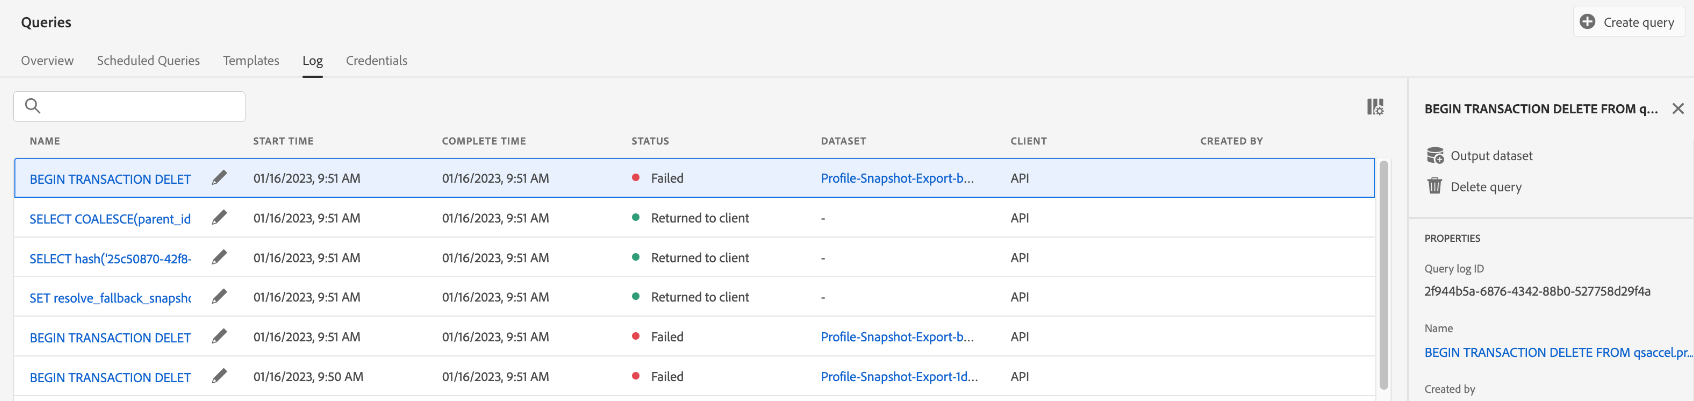 Queries
Create query
Overview Scheduled Queries Templates Log Credentials
NAME START TIME COMPLETE TIME STATUS DATASET CLIENT CREATED BY
BEGIN TRANSACTION DELET 01/16/2023, 9:51 AM 01/16/2023, 9:51 AM Failed Profile-Snapshot-Export-b... API
SELECT COALESCE(parent_id 01/16/2023, 9:51 AM 01/16/2023, 9:51 AM Returned to client - API
SELECT hash('25c50870-42f8- 01/16/2023, 9:51 AM 01/16/2023, 9:51 AM Returned to client - API
SET resolve_fallback_snapsho 01/16/2023, 9:51 AM 01/16/2023, 9:51 AM Returned to client - API
BEGIN TRANSACTION DELET 01/16/2023, 9:51 AM 01/16/2023, 9:51 AM Failed Profile-Snapshot-Export-b... API
BEGIN TRANSACTION DELET 01/16/2023, 9:50 AM 01/16/2023, 9:51 AM Failed Profile-Snapshot-Export-1d... API
BEGIN TRANSACTION DELETE FROM q...
Output dataset
Delete query
PROPERTIES
Query log ID
2f944b5a-6876-4342-88b0-527758d29f4a
Name
BEGIN TRANSACTION DELETE FROM qsaccel.pr...
Created by